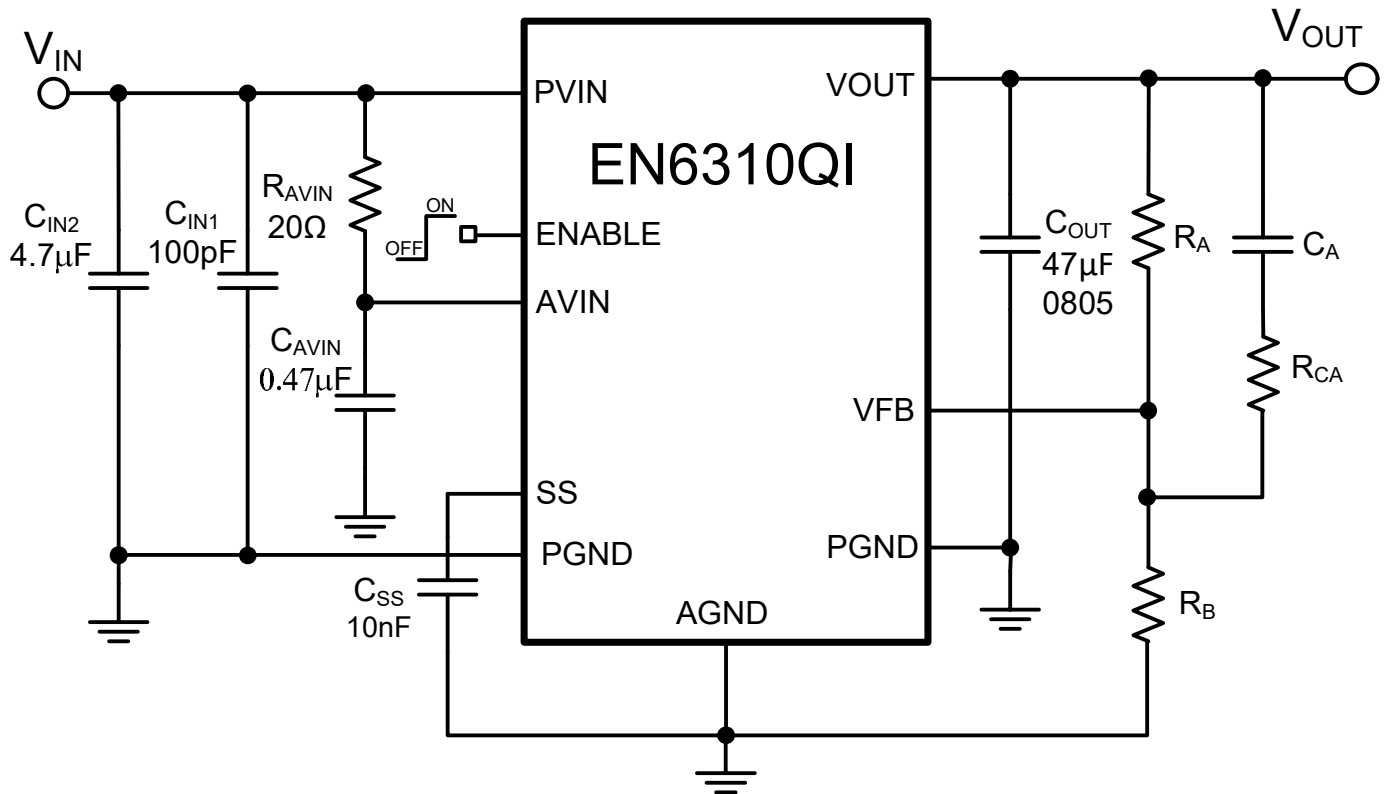 VIN
VOUT
PVIN
VOUT
EN6310QI
RAVIN
20Ω
CIN2
4.7μF
CIN1
100pF
ON
OFF
ENABLE
COUT
47μF
0805
RA
CA
AVIN
CAVIN
0.47μF
RCA
VFB
SS
PGND
PGND
CSS
10nF
AGND
RB